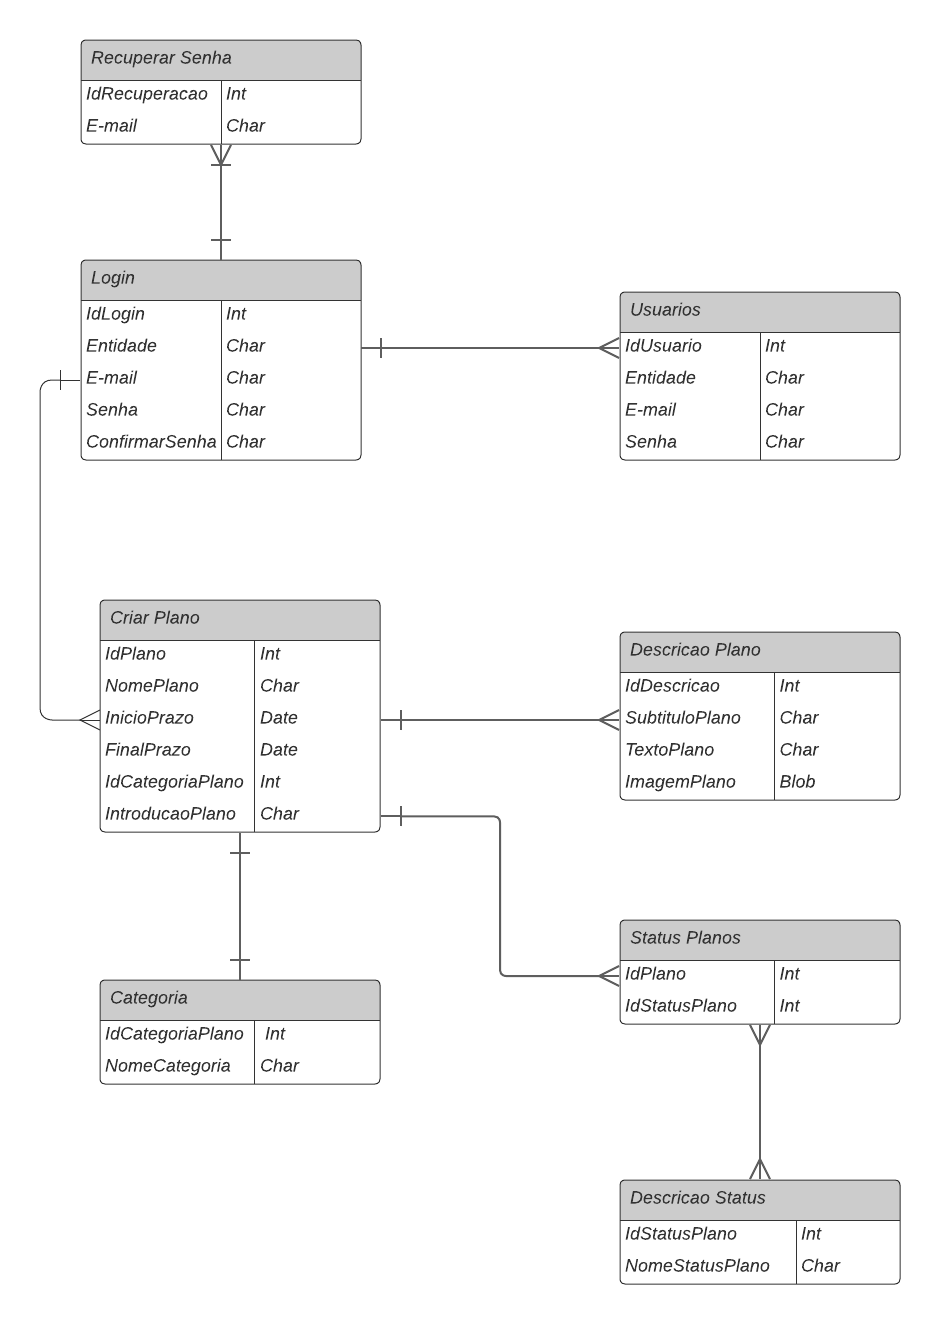 Recuperar Senha
IdRecuperacao Int
E-mail Char
Login
IdLogin Int
Entidade Char
E-mail Char
Senha Char
ConfirmarSenha Char
Usuarios
IdUsuario Int
Entidade Char
E-mail Char
Senha Char
Criar Plano
IdPlano Int
NomePlano Char
InicioPrazo Date
FinalPrazo Date
IdCategoriaPlano Int
IntroducaoPlano Char
Descricao Plano
IdDescricao Int
SubtituloPlano Char
TextoPlano Char
ImagemPlano Blob
Categoria
IdCategoriaPlano Int
NomeCategoria Char
Status Planos
IdPlano Int
IdStatusPlano Int
Descricao Status
IdStatusPlano Int
NomeStatusPlano Char